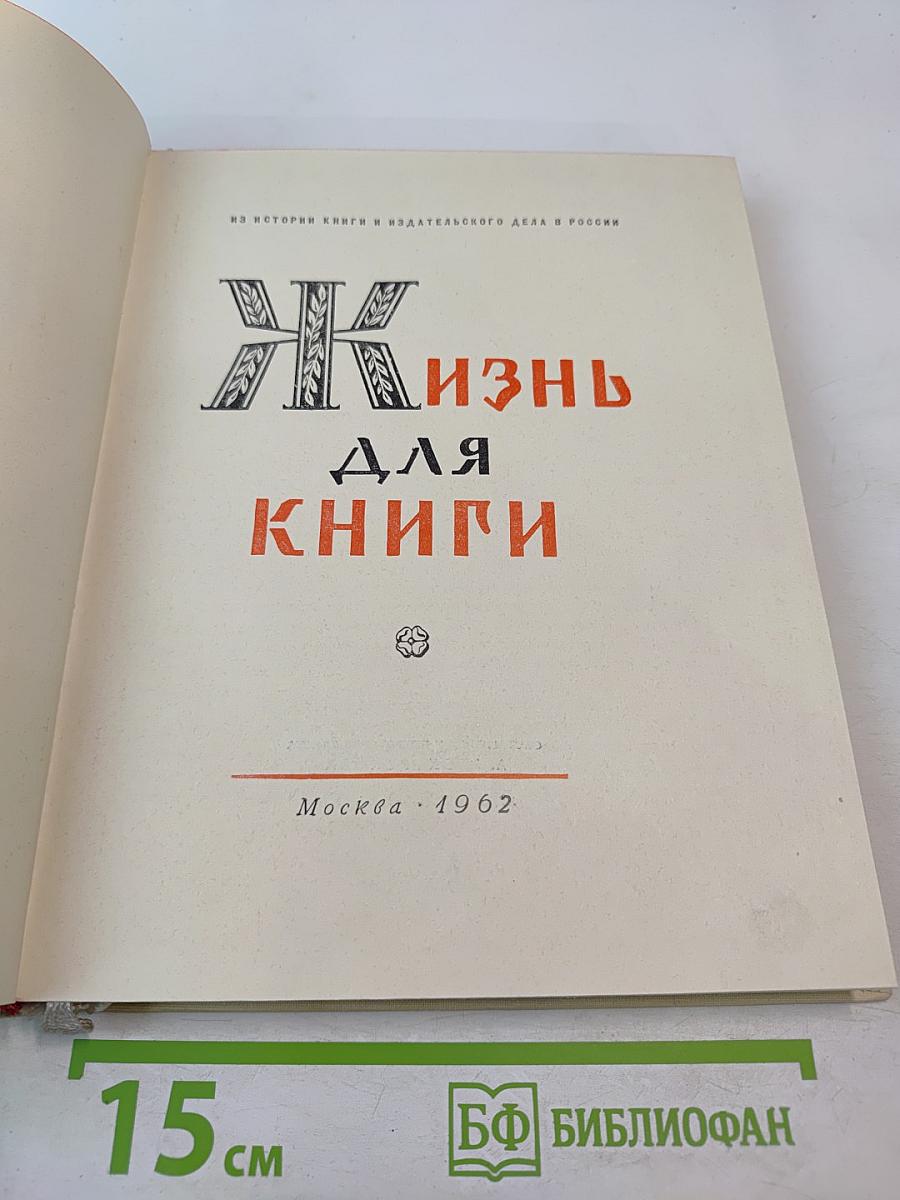 ИЗ ИСТОРИИ КНИГИ И ИЗДАТЕЛЬСКОГО ДЕЛА В РОССИИ
Жизнь
для
книги
Москва · 1962
15 см
БФ БИБЛИОФАН